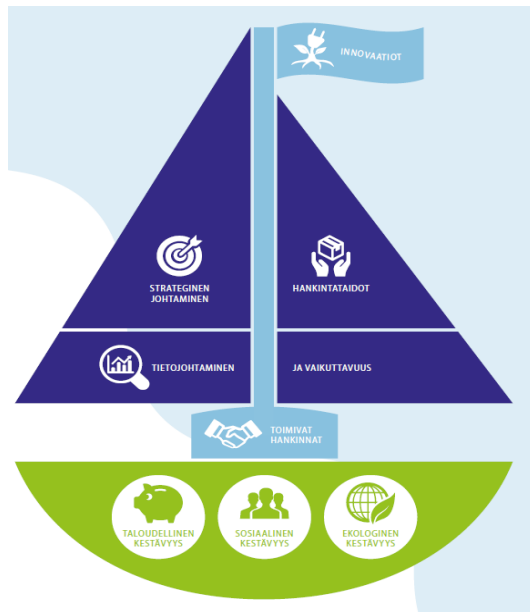 INNOVAATIOT
STRATEGINEN
JOHTAMINEN
HANKINTATAIDOT
TIETOJOHTAMINEN
JA VAIKUTTAVUUS
TOIMIVAT
HANKINNAT
TALOUDELLINEN
KESTÄVYYS
SOSIAALINEN
KESTÄVYYS
EKOLOGINEN
KESTÄVYYS